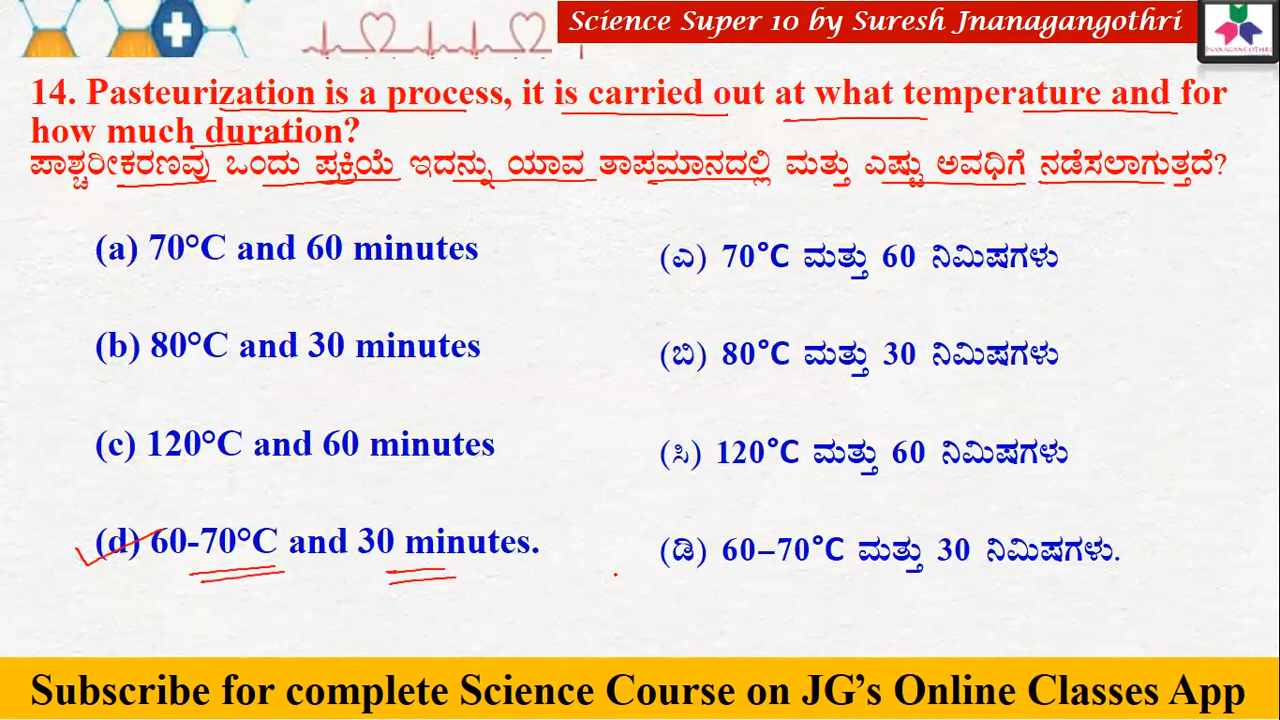 Science Super 10 by Suresh Jnanagangothri
JNANAGANGOTHRI
14. Pasteurization is a process, it is carried out at what temperature and for
how much duration?
ಪಾಶ್ಚರೀಕರಣವು ಒಂದು ಪ್ರಕ್ರಿಯೆ ಇದನ್ನು ಯಾವ ತಾಪಮಾನದಲ್ಲಿ ಮತ್ತು ಎಷ್ಟು ಅವಧಿಗೆ ನಡೆಸಲಾಗುತ್ತದೆ?
(a) 70°C and 60 minutes
(b) 80°C and 30 minutes
(c) 120°C and 60 minutes
(d) 60-70°C and 30 minutes.
(ಎ) 70°C ಮತ್ತು 60 ನಿಮಿಷಗಳು
(ಬಿ) 80°C ಮತ್ತು 30 ನಿಮಿಷಗಳು
(ಸಿ) 120°C ಮತ್ತು 60 ನಿಮಿಷಗಳು
(ಡಿ) 60–70°C ಮತ್ತು 30 ನಿಮಿಷಗಳು.
Subscribe for complete Science Course on JG’s Online Classes App